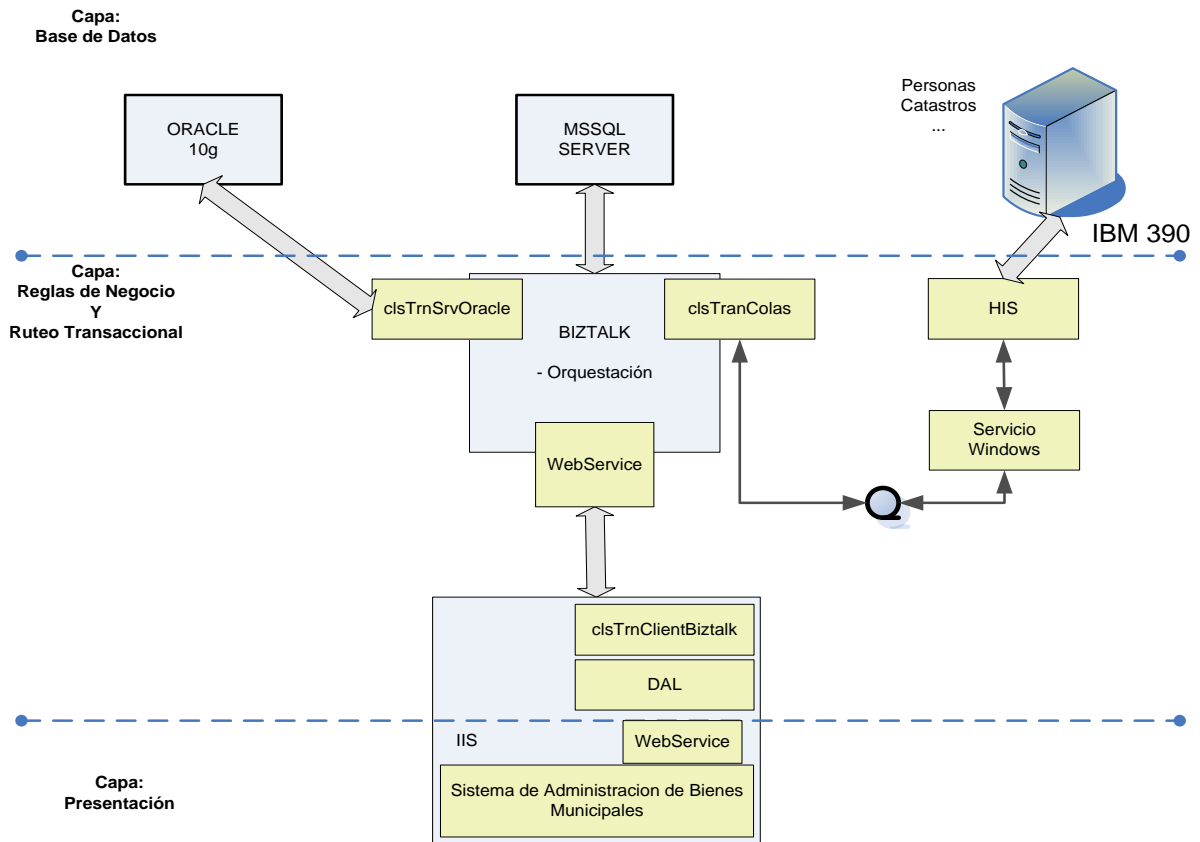 Capa:
Base de Datos
ORACLE
10g
MSSQL
SERVER
Personas
Catastros
...
IBM 390
Capa:
Reglas de Negocio
Y
Ruteo Transaccional
clsTrnSrvOracle
BIZTALK
- Orquestación
clsTranColas
HIS
Servicio
Windows
WebService
clsTrnClientBiztalk
DAL
IIS
WebService
Sistema de Administracion de Bienes
Municipales
Capa:
Presentación